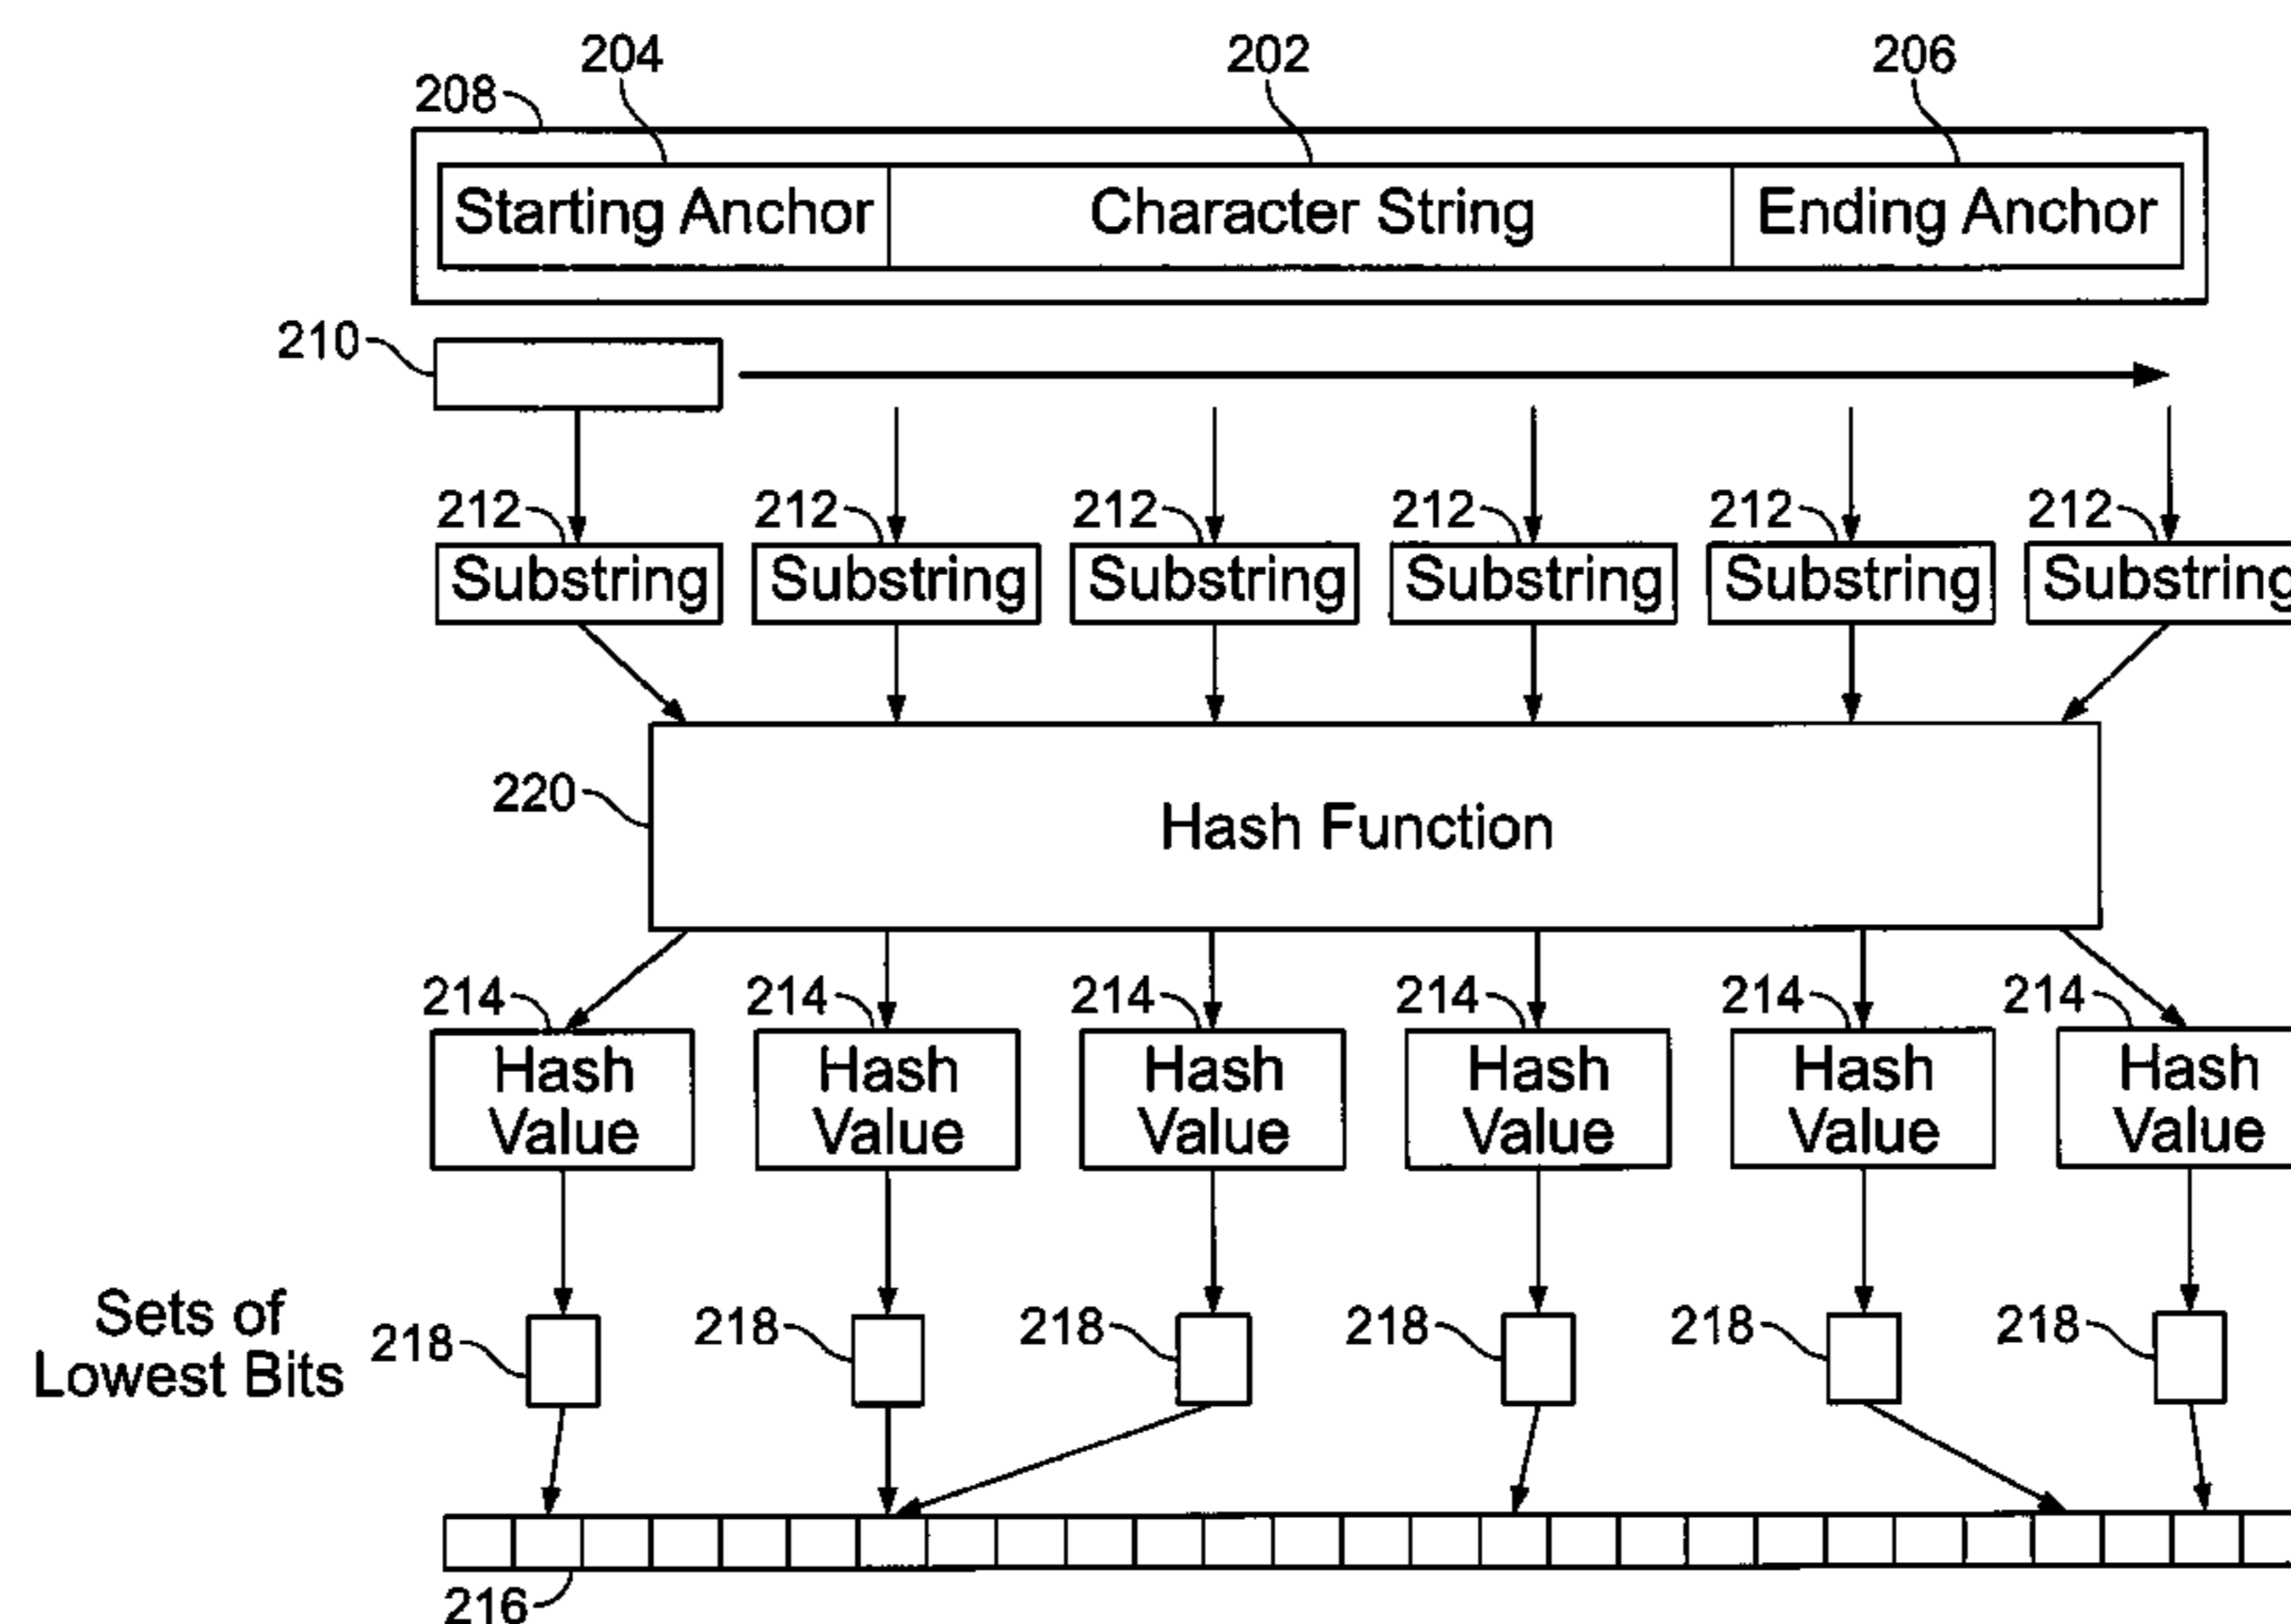 204 202 206
208
Starting Anchor Character String Ending Anchor
210
212 212 212 212 212 212
Substring Substring Substring Substring Substring Substring
220
Hash Function
214 214 214 214 214 214
Hash Hash Hash Hash Hash Hash
Value Value Value Value Value Value
Sets of
Lowest Bits
218 218 218 218 218 218
216